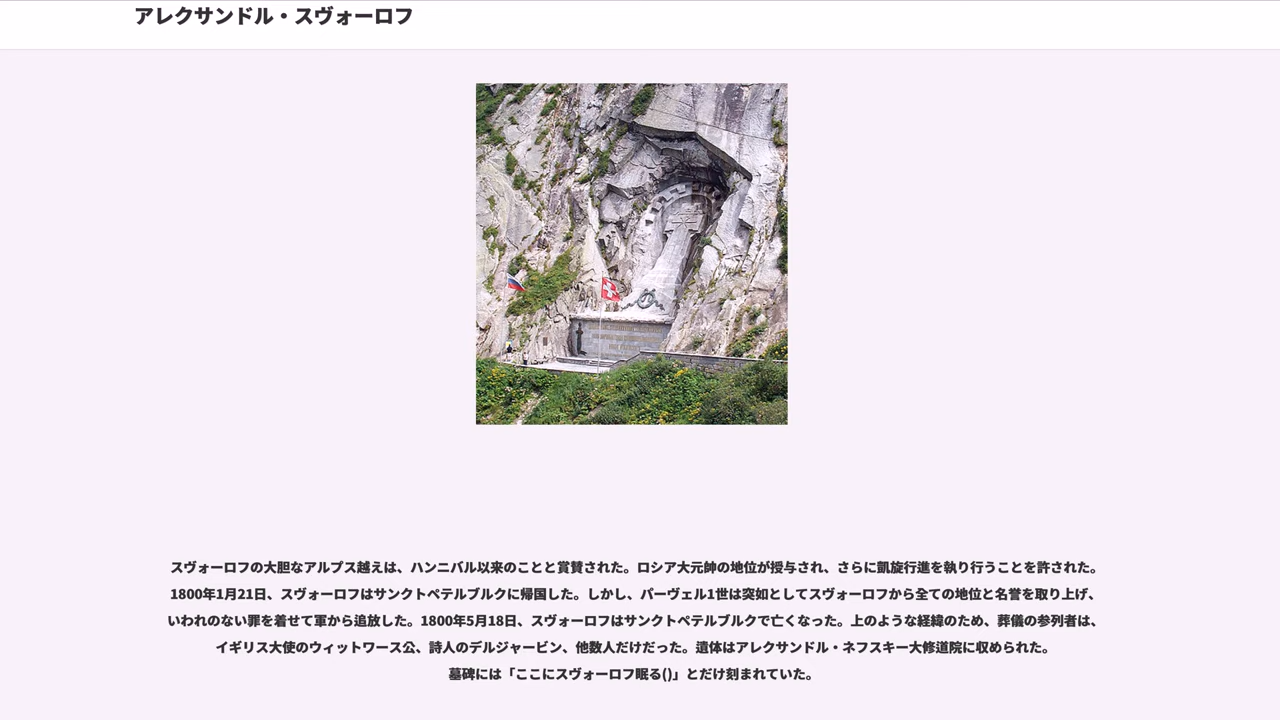 アレクサンドル・スヴォーロフ
スヴォーロフの大胆なアルプス越えは、ハンニバル以来のことと賞賛された。ロシア大元帥の地位が授与され、さらに凱旋行進を執り行うことを許された。
1800年1月21日、スヴォーロフはサンクトペテルブルクに帰国した。しかし、パーヴェル1世は突如としてスヴォーロフから全ての地位と名誉を取り上げ、
いわれのない罪を着せて軍から追放した。1800年5月18日、スヴォーロフはサンクトペテルブルクで亡くなった。上のような経緯のため、葬儀の参列者は、
イギリス大使のウィットワース公、詩人のデルジャービン、他数人だけだった。遺体はアレクサンドル・ネフスキー大修道院に収められた。
墓碑には「ここにスヴォーロフ眠る()」とだけ刻まれていた。